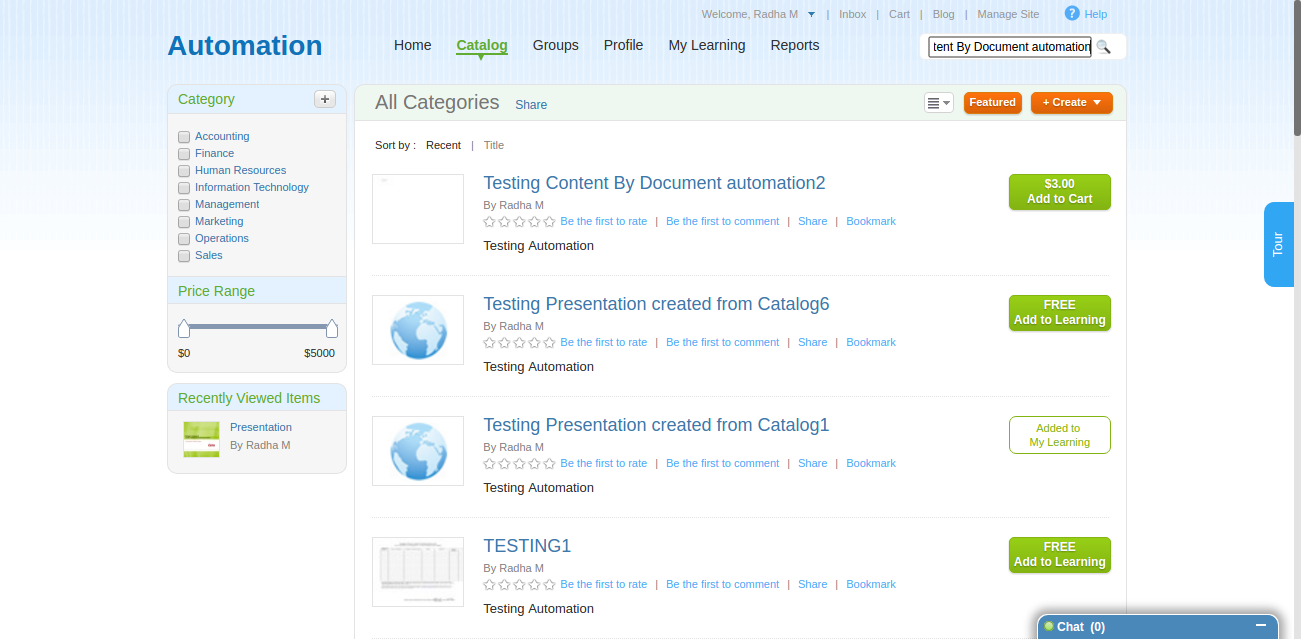 Welcome, Radha M | Inbox | Cart | Blog | Manage Site ? Help
Automation
Home Catalog Groups Profile My Learning Reports
tent By Document automation
Category +
Accounting
Finance
Human Resources
Information Technology
Management
Marketing
Operations
Sales
Price Range
$0 $5000
Recently Viewed Items
Presentation
By Radha M
All Categories Share
Featured + Create
Sort by : Recent | Title
Testing Content By Document automation2
By Radha M
Be the first to rate | Be the first to comment | Share | Bookmark
Testing Automation
$3.00
Add to Cart
Testing Presentation created from Catalog6
By Radha M
Be the first to rate | Be the first to comment | Share | Bookmark
Testing Automation
FREE
Add to Learning
Testing Presentation created from Catalog1
By Radha M
Be the first to rate | Be the first to comment | Share | Bookmark
Testing Automation
Added to
My Learning
TESTING1
By Radha M
Be the first to rate | Be the first to comment | Share | Bookmark
Testing Automation
FREE
Add to Learning
Tour
Chat (0)